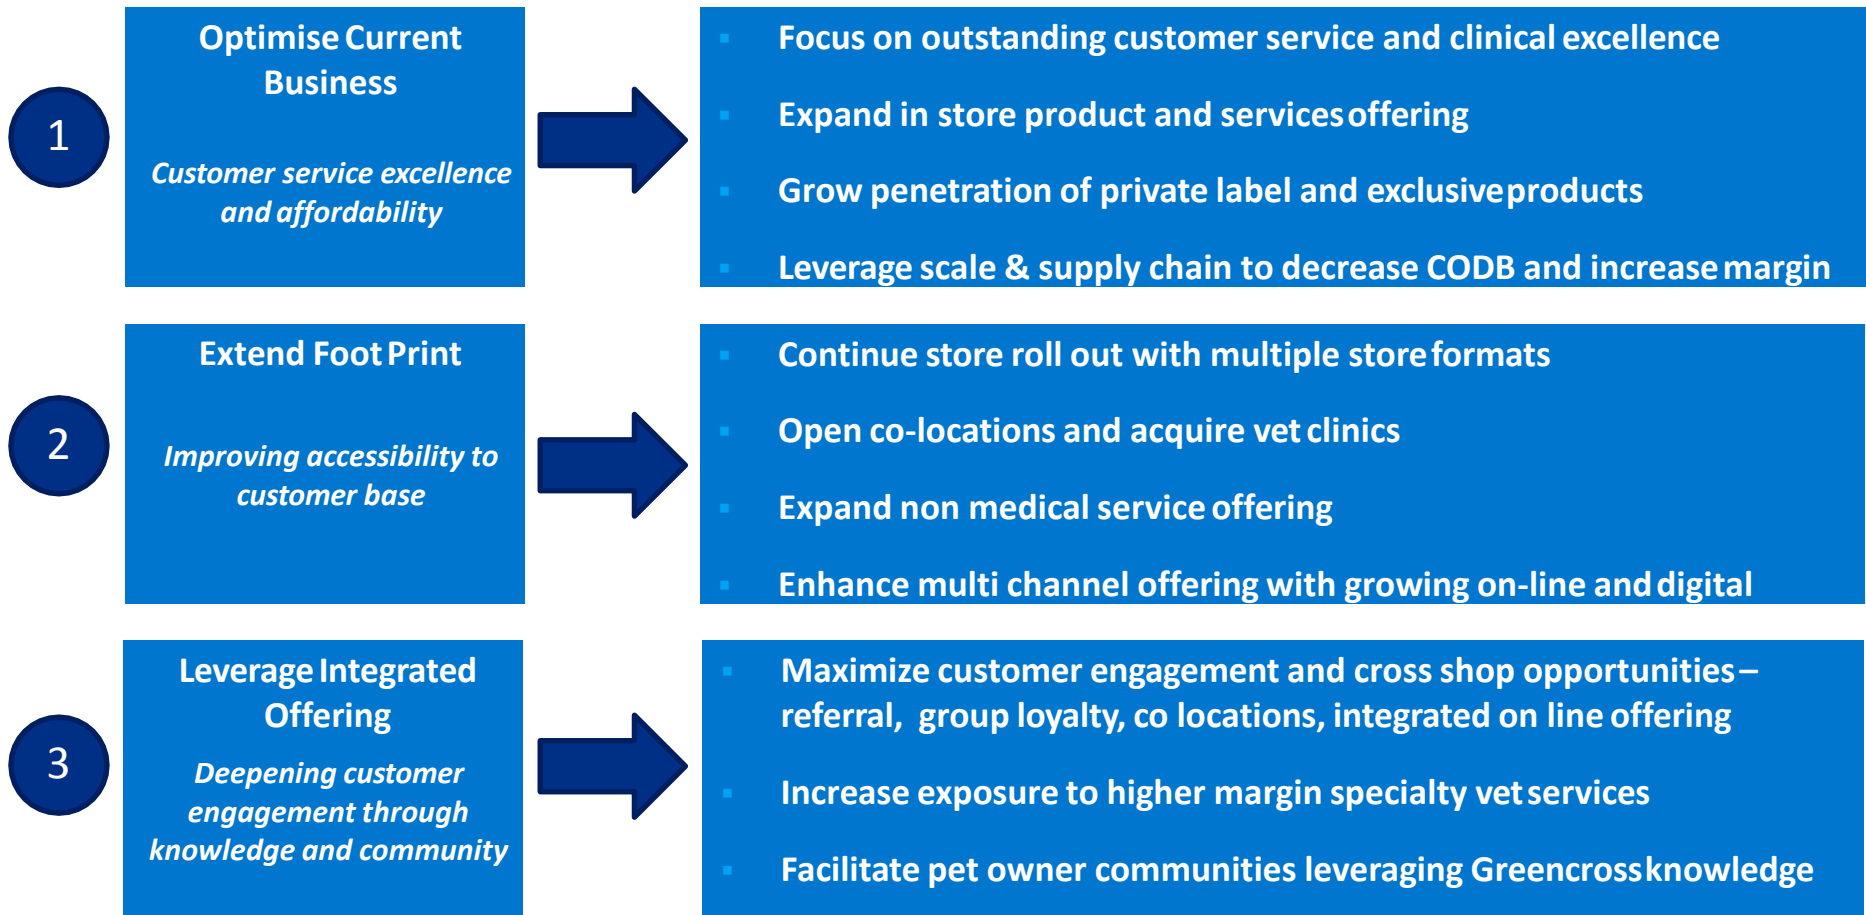 1
Optimise Current
Business
Customer service excellence
and affordability
Focus on outstanding customer service and clinical excellence
Expand in store product and services offering
Grow penetration of private label and exclusive products
Leverage scale & supply chain to decrease CODB and increase margin
2
Extend Foot Print
Improving accessibility to
customer base
Continue store roll out with multiple store formats
Open co-locations and acquire vet clinics
Expand non medical service offering
Enhance multi channel offering with growing on-line and digital
3
Leverage Integrated
Offering
Deepening customer
engagement through
knowledge and community
Maximize customer engagement and cross shop opportunities –
referral, group loyalty, co locations, integrated on line offering
Increase exposure to higher margin specialty vet services
Facilitate pet owner communities leveraging Greencross knowledge